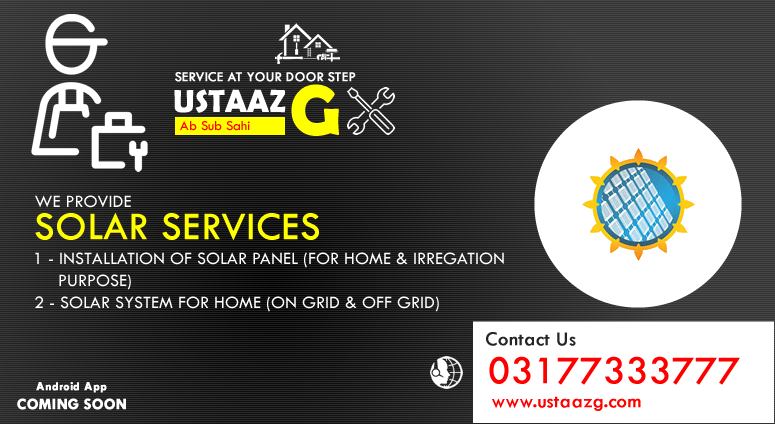 SERVICE AT YOUR DOOR STEP
USTAAZ G
Ab Sub Sahi
WE PROVIDE
SOLAR SERVICES
1 - INSTALLATION OF SOLAR PANEL (FOR HOME & IRREGATION
PURPOSE)
2 - SOLAR SYSTEM FOR HOME (ON GRID & OFF GRID)
Contact Us
03177333777
www.ustaazg.com
Android App
COMING SOON